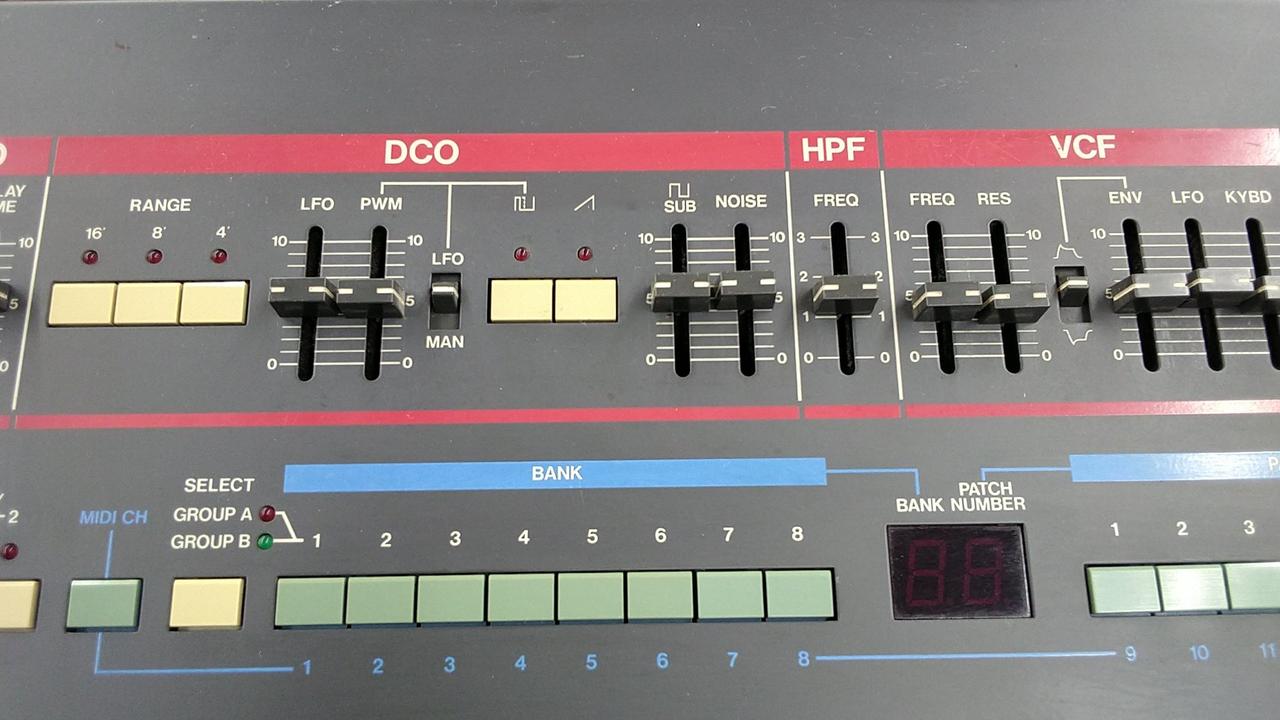 DCO
HPF
VCF
RANGE
16' 8' 4'
LFO PWM
10 10
5
0 0
LFO
MAN
SUB NOISE
10 10
5 5
0 0
FREQ
3 3
2 2
1 1
0 0
FREQ RES
10 10
5 5
0 0
ENV LFO KYBD
10
5
0
10
5
0
2
MIDI CH
SELECT
GROUP A
GROUP B
BANK
1 2 3 4 5 6 7 8
BANK PATCH NUMBER
1 2 3
1 2 3 4 5 6 7 8 9 10 11